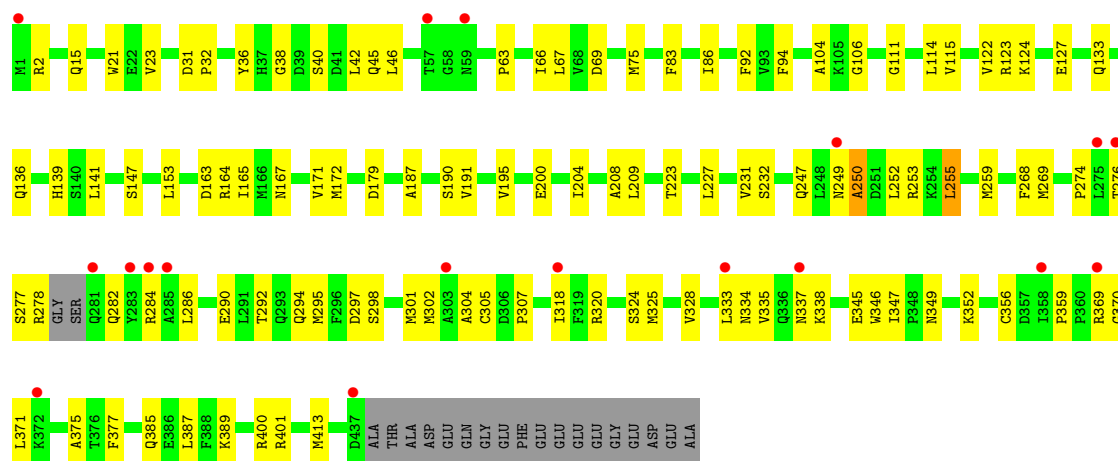 M1 R2 Q15 W21 E22 V23 D31 P32 Y36 H37 G38 D39 S40 D41 L42 Q45 L46 T57 G58 N59 P63 I66 L67 V68 D69 M75 F83 I86 F92 V93 F94 A104 K105 G106 G111 L114 V115 V122 R123 K124 E127 Q133
Q136 H139 S140 L141 S147 L153 D163 R164 I165 M166 N167 V171 M172 D179 A187 S190 V191 V195 E200 I204 A208 L209 T223 L227 V231 S232 Q247 L248 N249 A250 D251 L252 R253 K254 L255 M259 F268 M269 P274 L275 T276
S277 R278 GLY SER Q281 Q282 Y283 R284 A285 L286 E290 L291 T292 Q293 Q294 M295 F296 D297 S298 M301 M302 A303 A304 C305 D306 P307 I318 F319 R320 S324 M325 V328 L333 N334 V335 Q336 N337 K338 E345 W346 I347 P348 N349 K352 C356 D357 I358 P359 P360 R369 G370
L371 K372 A375 T376 F377 Q385 E386 L387 F388 K389 R400 R401 M413 D437 ALA THR ALA ASP GLU GLN GLY GLU PHE GLU GLU GLU GLU GLY GLU ASP GLU ALA